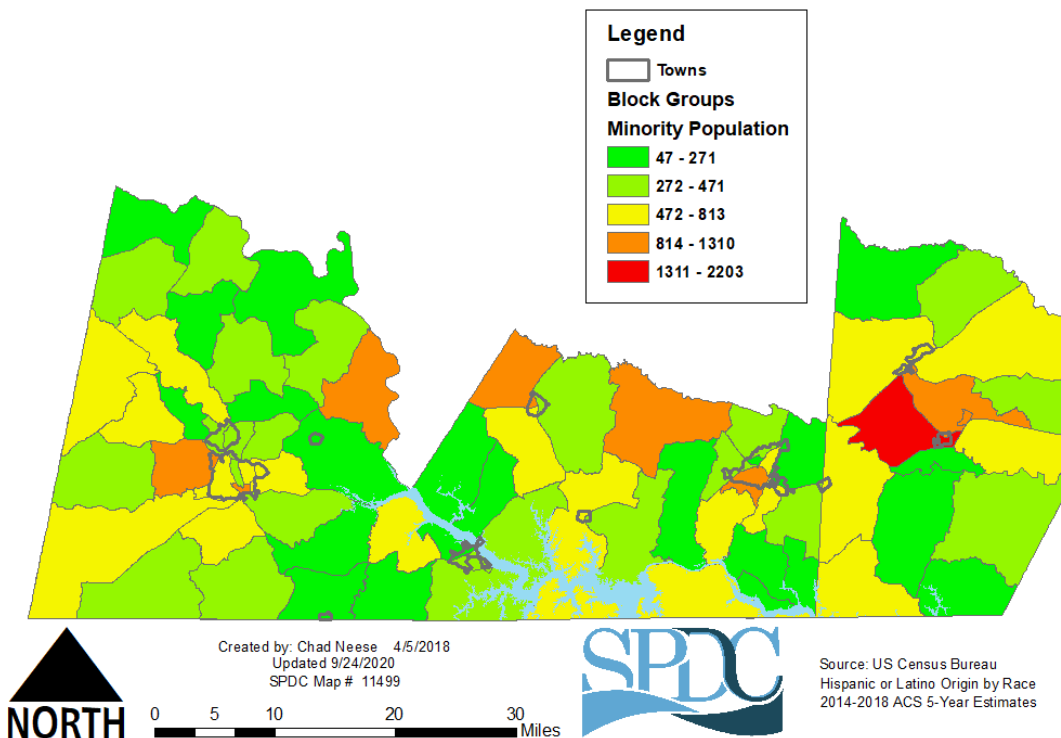 Legend
Towns
Block Groups
Minority Population
47 - 271
272 - 471
472 - 813
814 - 1310
1311 - 2203
NORTH
Created by: Chad Neese 4/5/2018
Updated 9/24/2020
SPDC Map # 11499
0 5 10 20 30
Miles
SPDC
Source: US Census Bureau
Hispanic or Latino Origin by Race
2014-2018 ACS 5-Year Estimates